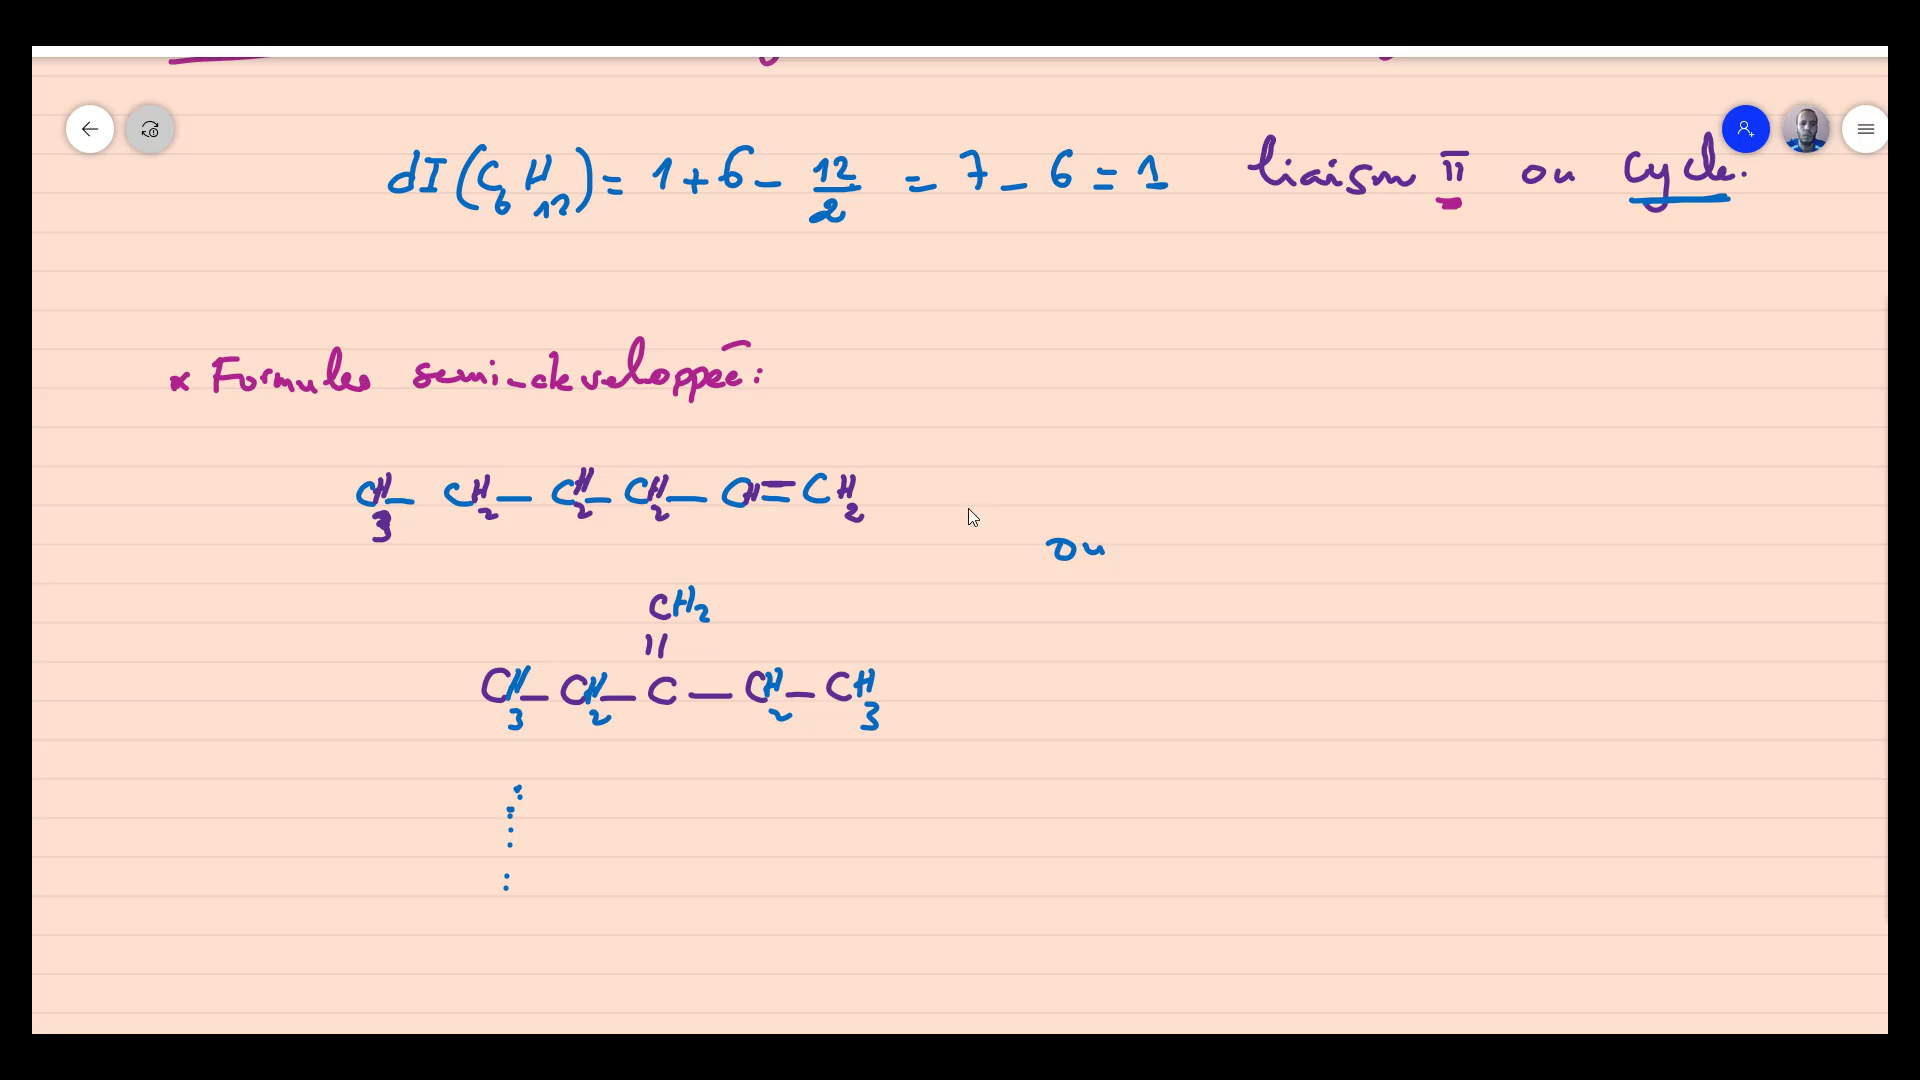 dI(C₆H₁₂) = 1 + 6 - 12/2 = 7 - 6 = 1 liaison π ou cycle.
× Formules semi-developpée :
CH₃ - CH₂ - CH₂ - CH₂ - CH = CH₂
ou
CH₂
||
CH₃ - CH₂ - C - CH₂ - CH₃